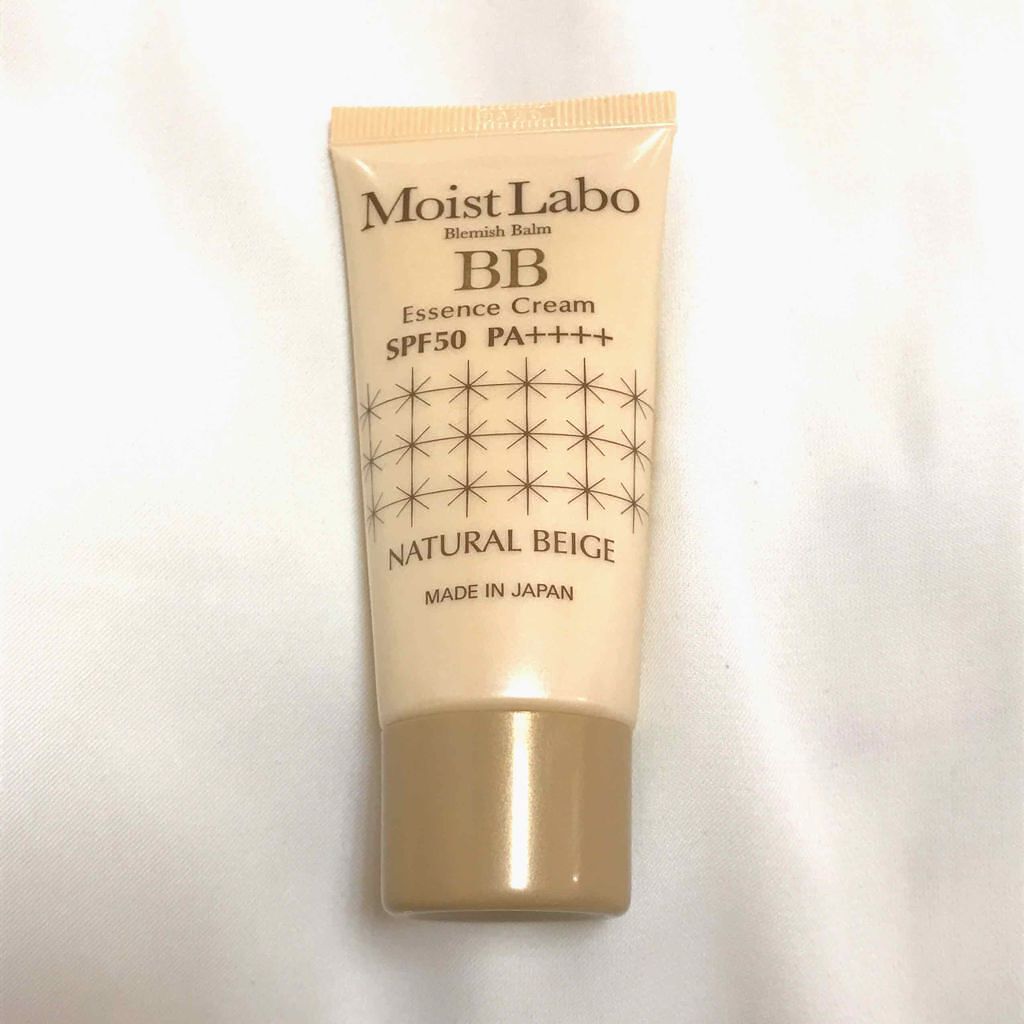 Moist Labo
Blemish Balm
BB
Essence Cream
SPF50 PA++++
NATURAL BEIGE
MADE IN JAPAN